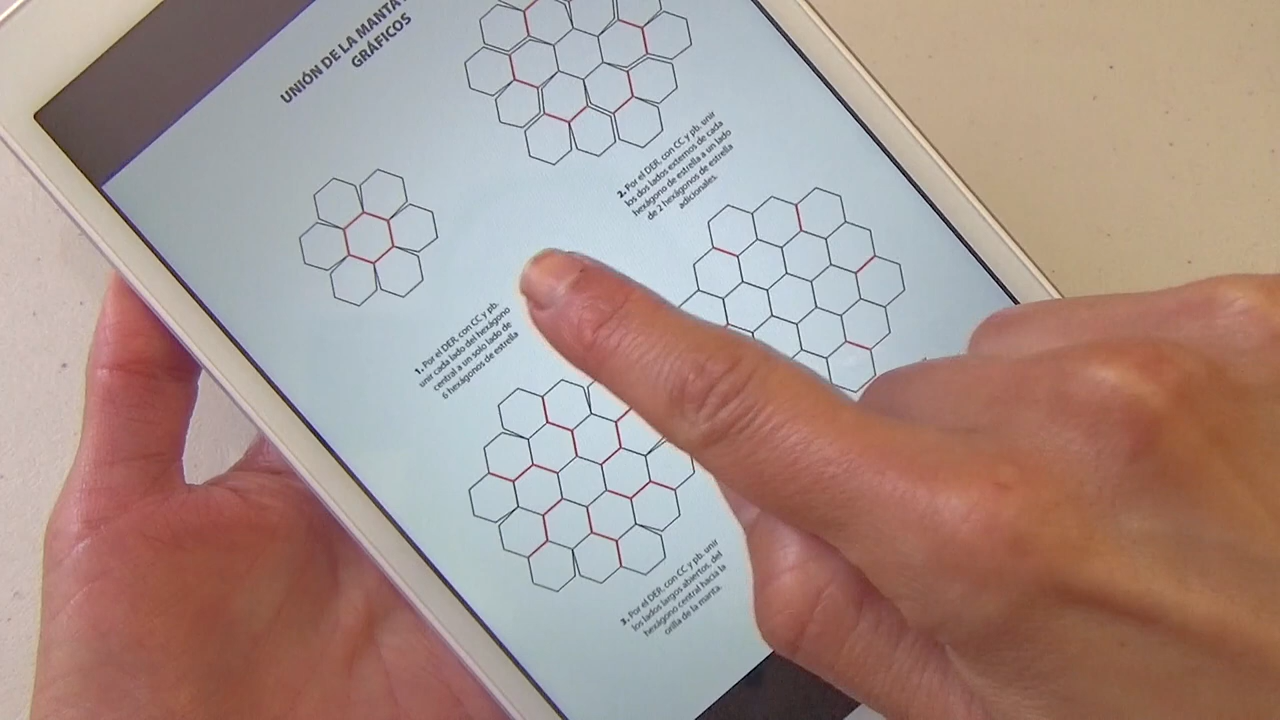 UNIÓN DE LA MANTA
GRÁFICOS
1. Por el DER, con CC y pb.
unir cada lado del hexágono
central a un solo lado de
6 hexágonos de estrella
2. Por el DER, con CC y pb. unir
los dos lados externos de cada
hexágono de estrella a un lado
de 2 hexágonos de estrella
adicionales.
3. Por el DER, con CC y pb. unir
los lados largos abiertos, del
hexágono central hacia la
orilla de la manta.